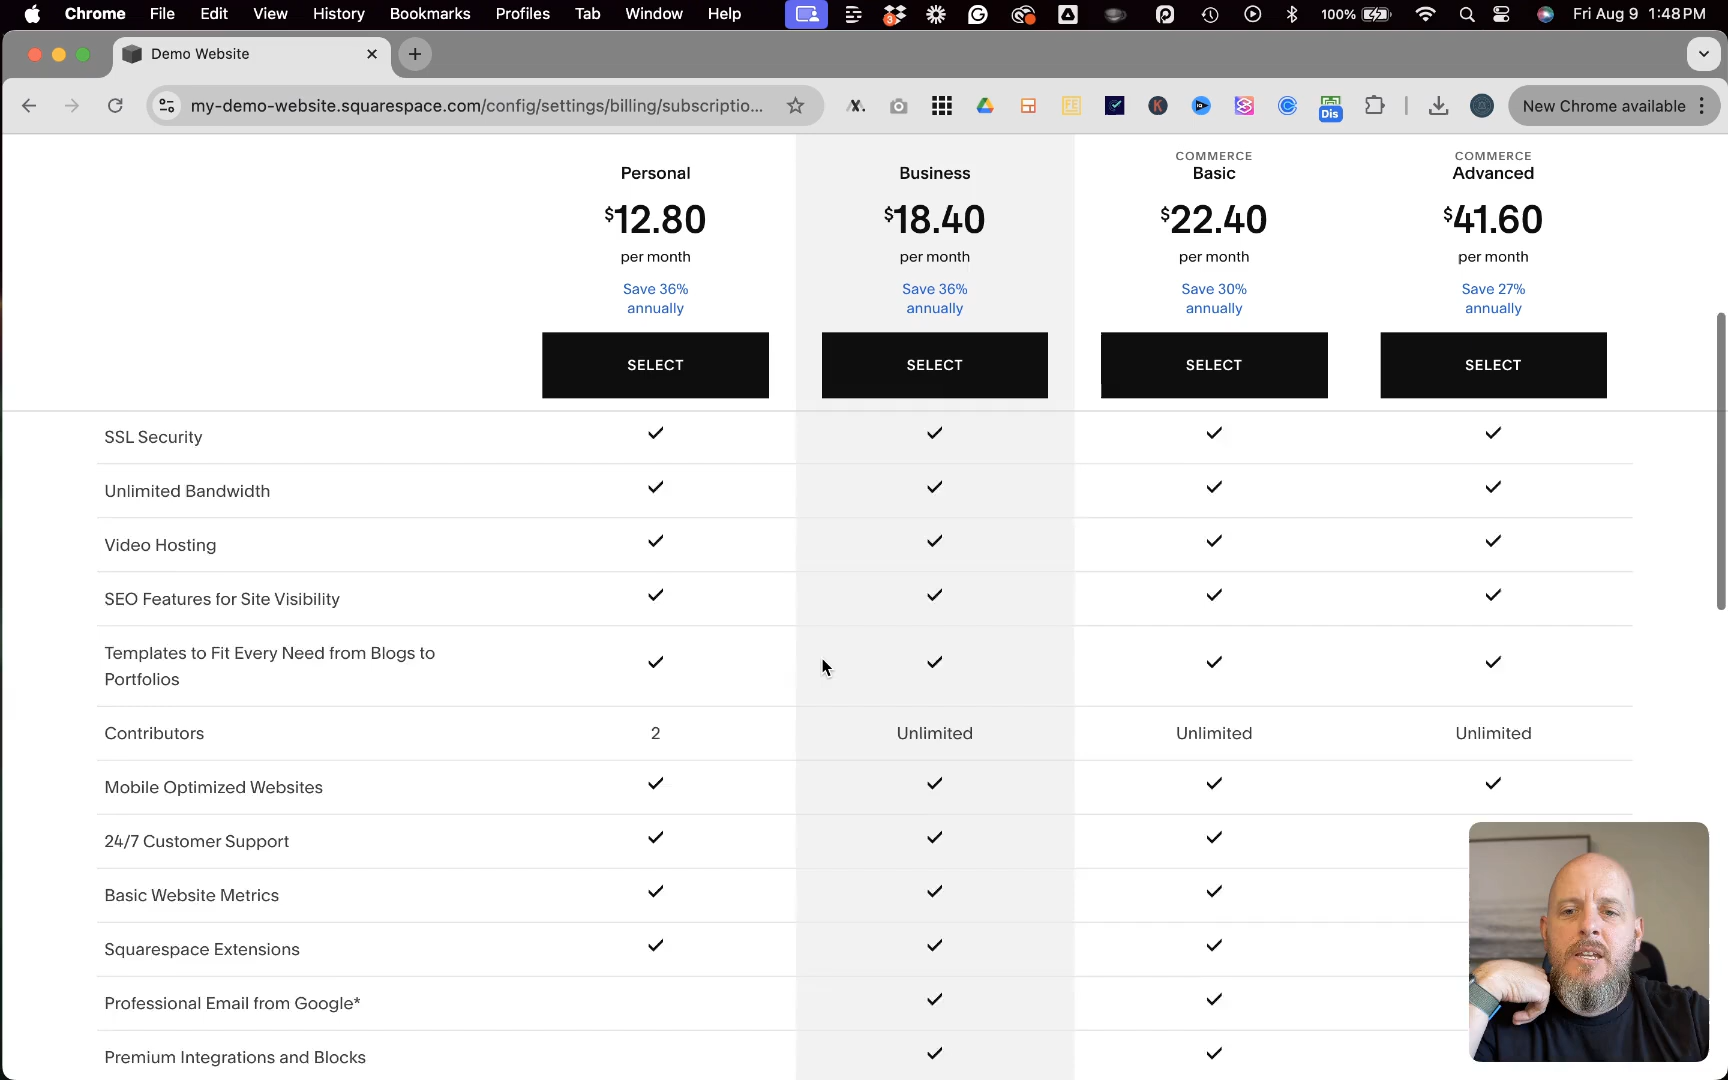 Chrome File Edit View History Bookmarks Profiles Tab Window Help 3 100% Fri Aug 9 1:48 PM
Demo Website
my-demo-website.squarespace.com/config/settings/billing/subscriptio... FE K Dis New Chrome available
COMMERCE COMMERCE
Personal Business Basic Advanced
$12.80 $18.40 $22.40 $41.60
per month per month per month per month
Save 36% Save 36% Save 30% Save 27%
annually annually annually annually
SELECT SELECT SELECT SELECT
SSL Security
Unlimited Bandwidth
Video Hosting
SEO Features for Site Visibility
Templates to Fit Every Need from Blogs to
Portfolios
Contributors 2 Unlimited Unlimited Unlimited
Mobile Optimized Websites
24/7 Customer Support
Basic Website Metrics
Squarespace Extensions
Professional Email from Google*
Premium Integrations and Blocks